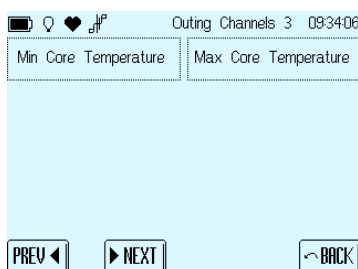 Outing Channels 3 09:34:06
Min Core Temperature Max Core Temperature
PREV NEXT BACK